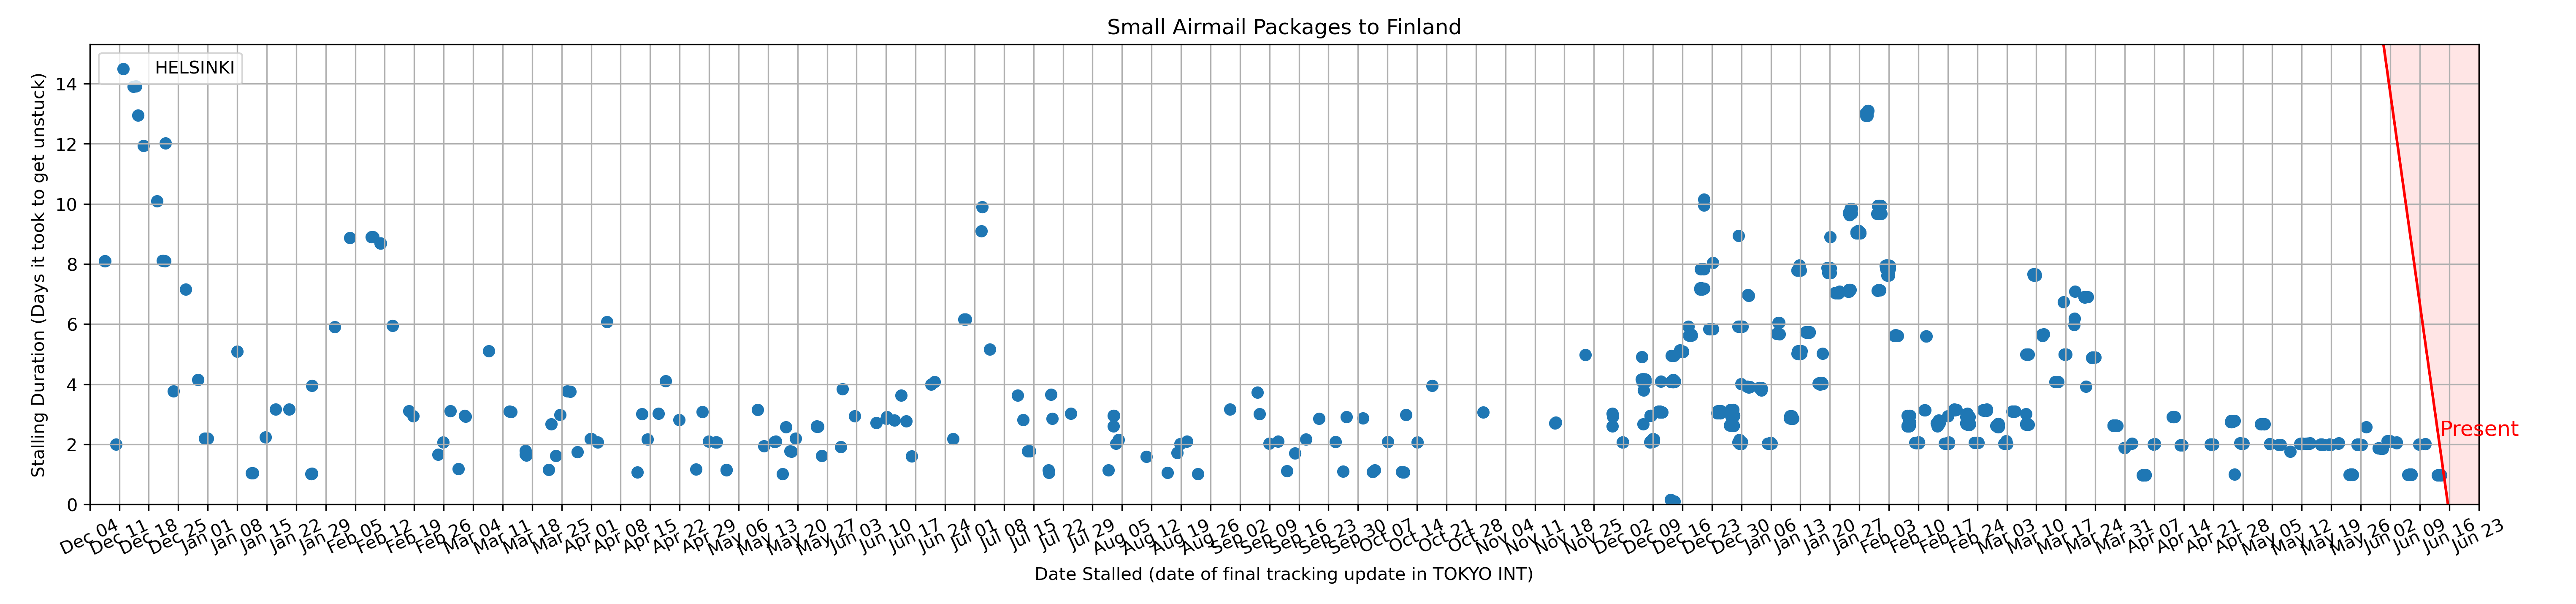 Small Airmail Packages to Finland
HELSINKI
Stalling Duration (Days it took to get unstuck)
14
12
10
8
6
4
2
0
Present
Dec 04 Dec 11 Dec 18 Dec 25 Jan 01 Jan 08 Jan 15 Jan 22 Jan 29 Feb 05 Feb 12 Feb 19 Feb 26 Mar 04 Mar 11 Mar 18 Mar 25 Apr 01 Apr 08 Apr 15 Apr 22 Apr 29 May 06 May 13 May 20 May 27 Jun 03 Jun 10 Jun 17 Jun 24 Jul 01 Jul 08 Jul 15 Jul 22 Jul 29 Aug 05 Aug 12 Aug 19 Aug 26 Sep 02 Sep 09 Sep 16 Sep 23 Sep 30 Oct 07 Oct 14 Oct 21 Oct 28 Nov 04 Nov 11 Nov 18 Nov 25 Dec 02 Dec 09 Dec 16 Dec 23 Dec 30 Jan 06 Jan 13 Jan 20 Jan 27 Feb 03 Feb 10 Feb 17 Feb 24 Mar 03 Mar 10 Mar 17 Mar 24 Mar 31 Apr 07 Apr 14 Apr 21 Apr 28 May 05 May 12 May 19 May 26 Jun 02 Jun 09 Jun 16 Jun 23
Date Stalled (date of final tracking update in TOKYO INT)